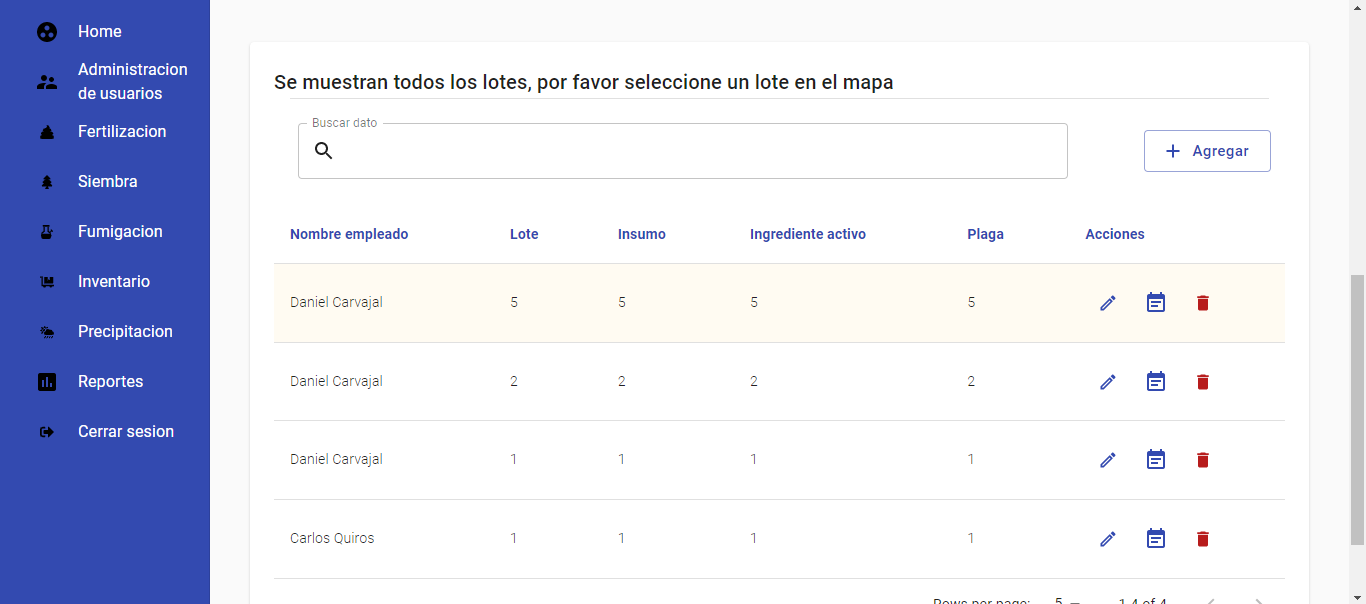 Home
Administracion
de usuarios
Fertilizacion
Siembra
Fumigacion
Inventario
Precipitacion
Reportes
Cerrar sesion
Se muestran todos los lotes, por favor seleccione un lote en el mapa
Buscar dato
Agregar
Nombre empleado Lote Insumo Ingrediente activo Plaga Acciones
Daniel Carvajal 5 5 5 5
Daniel Carvajal 2 2 2 2
Daniel Carvajal 1 1 1 1
Carlos Quiros 1 1 1 1
Rows per page: 5 1-4 of 4